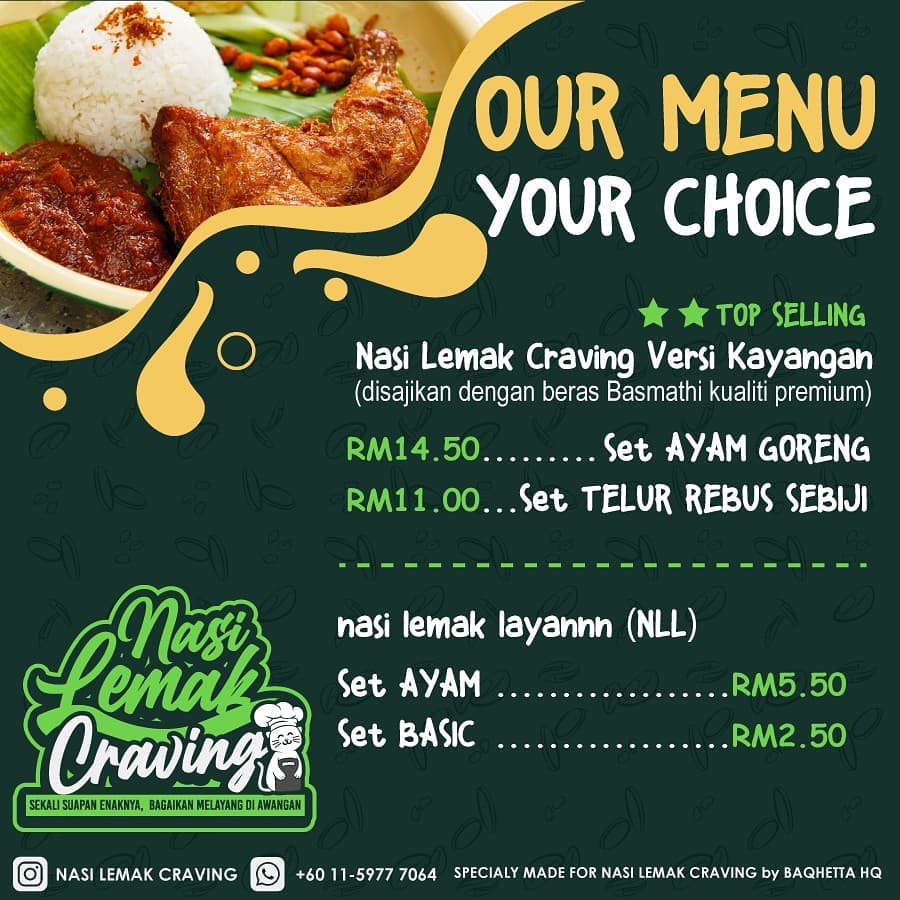 OUR MENU
YOUR CHOICE
TOP SELLING
Nasi Lemak Craving Versi Kayangan
(disajikan dengan beras Basmathi kualiti premium)
RM14.50......... Set AYAM GORENG
RM11.00...Set TELUR REBUS SEBIJI
nasi lemak layannn (NLL)
Set AYAM ..................RM5.50
Set BASIC ..................RM2.50
Nasi
Lemak
Craving
SEKALI SUAPAN ENAKNYA, BAGAIKAN MELAYANG DI AWANGAN
NASI LEMAK CRAVING +60 11-5977 7064 SPECIALY MADE FOR NASI LEMAK CRAVING by BAQHETTA HQ